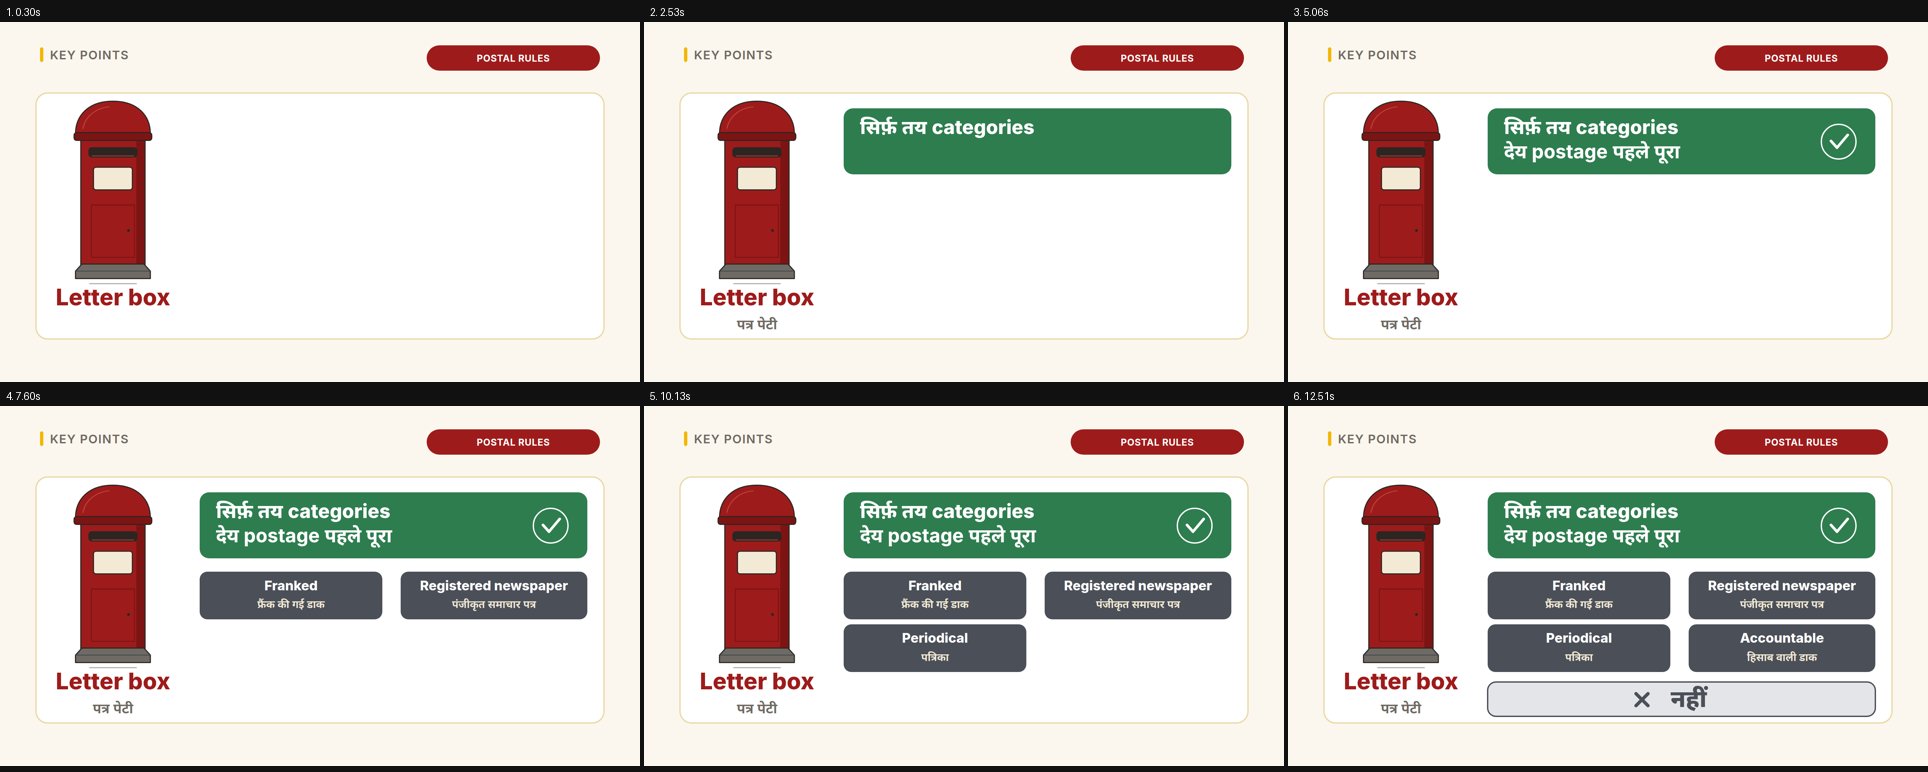 1. 0.30s
KEY POINTS
POSTAL RULES
Letter box
2. 2.53s
KEY POINTS
POSTAL RULES
सिर्फ़ तय categories
Letter box
पत्र पेटी
3. 5.06s
KEY POINTS
POSTAL RULES
सिर्फ़ तय categories
देय postage पहले पूरा
Letter box
पत्र पेटी
4. 7.60s
KEY POINTS
POSTAL RULES
सिर्फ़ तय categories
देय postage पहले पूरा
Franked
फ्रैंक की गई डाक
Registered newspaper
पंजीकृत समाचार पत्र
Letter box
पत्र पेटी
5. 10.13s
KEY POINTS
POSTAL RULES
सिर्फ़ तय categories
देय postage पहले पूरा
Franked
फ्रैंक की गई डाक
Registered newspaper
पंजीकृत समाचार पत्र
Periodical
पत्रिका
Letter box
पत्र पेटी
6. 12.51s
KEY POINTS
POSTAL RULES
सिर्फ़ तय categories
देय postage पहले पूरा
Franked
फ्रैंक की गई डाक
Registered newspaper
पंजीकृत समाचार पत्र
Periodical
पत्रिका
Accountable
हिसाब वाली डाक
Letter box
पत्र पेटी
✕ नहीं